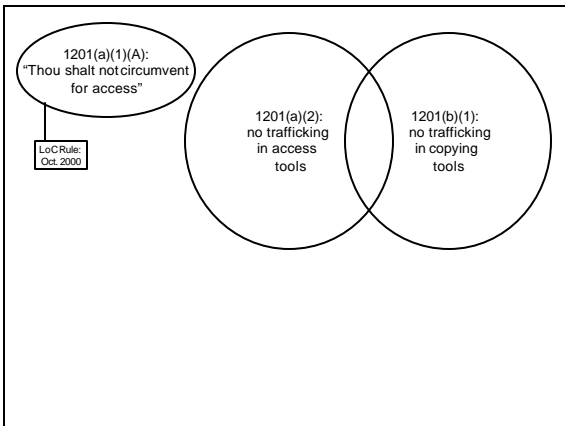 1201(a)(1)(A):
“Thou shalt not circumvent
for access”
LoC Rule:
Oct. 2000
1201(a)(2):
no trafficking
in access
tools
1201(b)(1):
no trafficking
in copying
tools